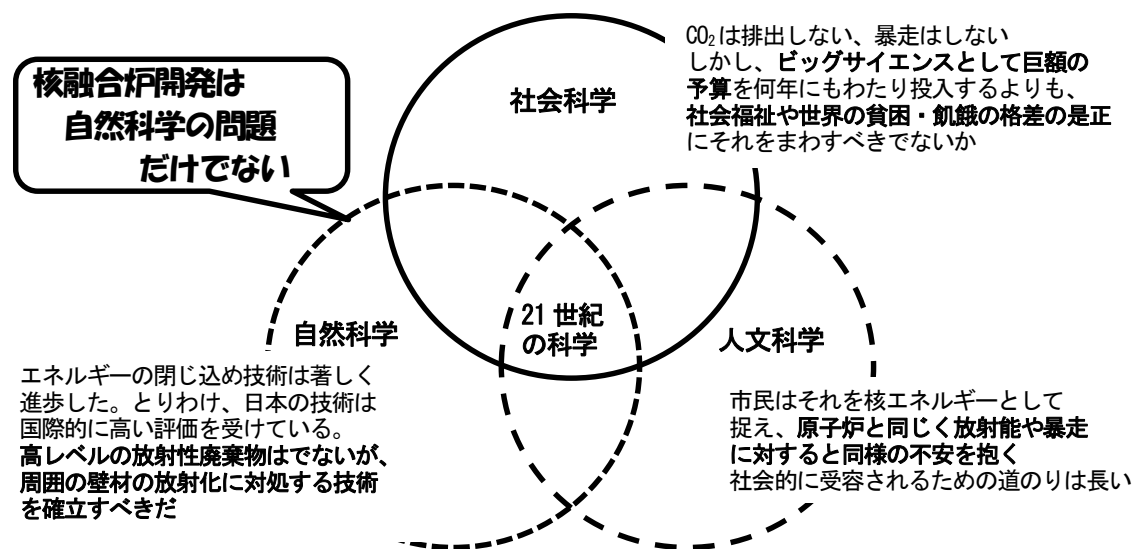 核融合炉開発は
自然科学の問題
だけでない
社会科学
CO₂は排出しない、暴走はしない
しかし、ビッグサイエンスとして巨額の
予算を何年にもわたり投入するよりも、
社会福祉や世界の貧困・飢餓の格差の是正
にそれをまわすべきでないか
21 世紀
の科学
自然科学
エネルギーの閉じ込め技術は著しく
進歩した。とりわけ、日本の技術は
国際的に高い評価を受けている。
高レベルの放射性廃棄物はでないが、
周囲の壁材の放射化に対処する技術
を確立すべきだ
人文科学
市民はそれを核エネルギーとして
捉え、原子炉と同じく放射能や暴走
に対すると同様の不安を抱く
社会的に受容されるための道のりは長い